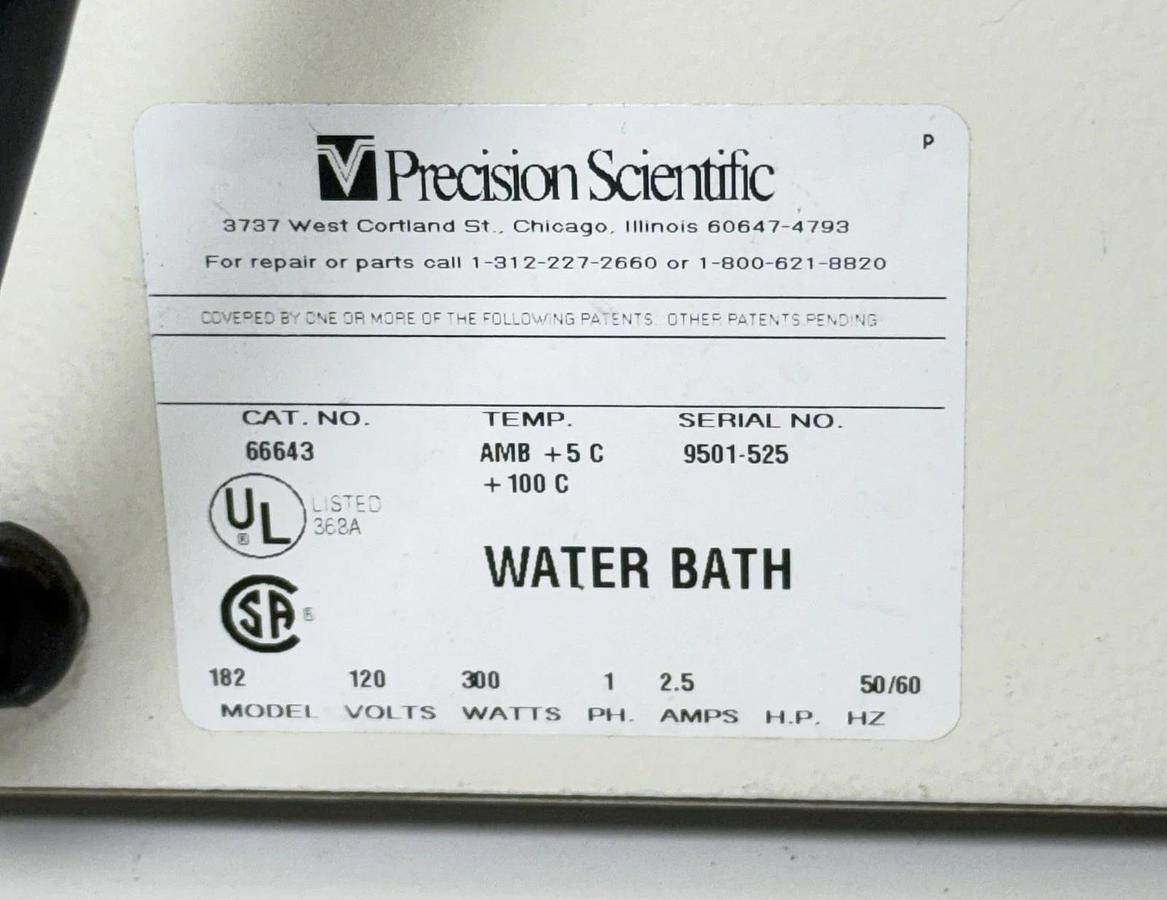 P
Precision Scientific
3737 West Cortland St., Chicago, Illinois 60647-4793
For repair or parts call 1-312-227-2660 or 1-800-621-8820
COVERED BY ONE OR MORE OF THE FOLLOWING PATENTS. OTHER PATENTS PENDING
CAT. NO. TEMP. SERIAL NO.
66643 AMB +5 C 9501-525
+100 C
UL® LISTED
368A
WATER BATH
CSA®
182 120 300 1 2.5 50/60
MODEL VOLTS WATTS PH. AMPS H.P. HZ